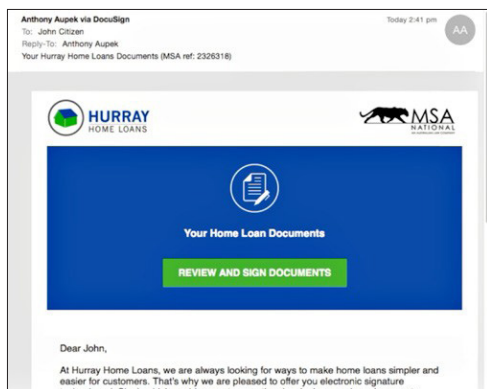 Anthony Aupek via DocuSign
Today 2:41 pm
To: John Citizen
AA
Reply-To: Anthony Aupek
Your Hurray Home Loans Documents (MSA ref: 2326318)
HURRAY
HOME LOANS
MSA
NATIONAL
Your Home Loan Documents
REVIEW AND SIGN DOCUMENTS
Dear John,
At Hurray Home Loans, we are always looking for ways to make home loans simpler and
easier for customers. That's why we are pleased to offer you electronic signature